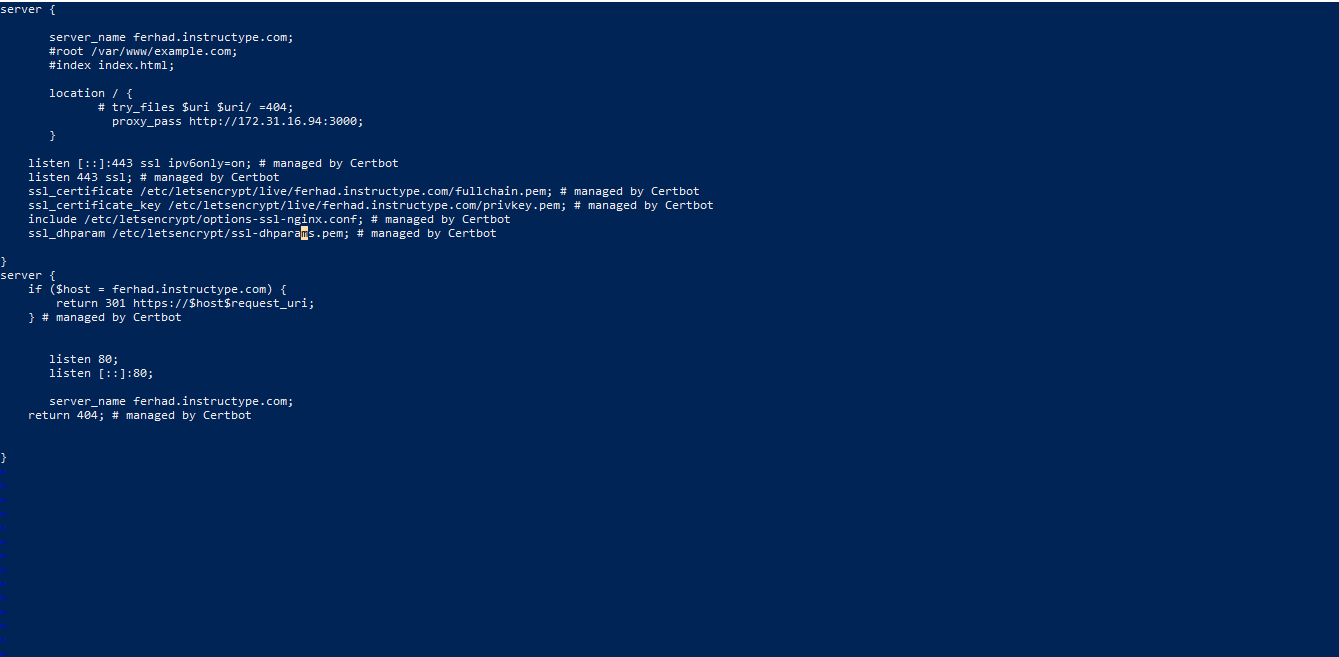 server {
server_name ferhad.instructype.com;
#root /var/www/example.com;
#index index.html;
location / {
# try_files $uri $uri/ =404;
proxy_pass http://172.31.16.94:3000;
}
listen [::]:443 ssl ipv6only=on; # managed by Certbot
listen 443 ssl; # managed by Certbot
ssl_certificate /etc/letsencrypt/live/ferhad.instructype.com/fullchain.pem; # managed by Certbot
ssl_certificate_key /etc/letsencrypt/live/ferhad.instructype.com/privkey.pem; # managed by Certbot
include /etc/letsencrypt/options-ssl-nginx.conf; # managed by Certbot
ssl_dhparam /etc/letsencrypt/ssl-dhparams.pem; # managed by Certbot
}
server {
if ($host = ferhad.instructype.com) {
return 301 https://$host$request_uri;
} # managed by Certbot
listen 80;
listen [::]:80;
server_name ferhad.instructype.com;
return 404; # managed by Certbot
}